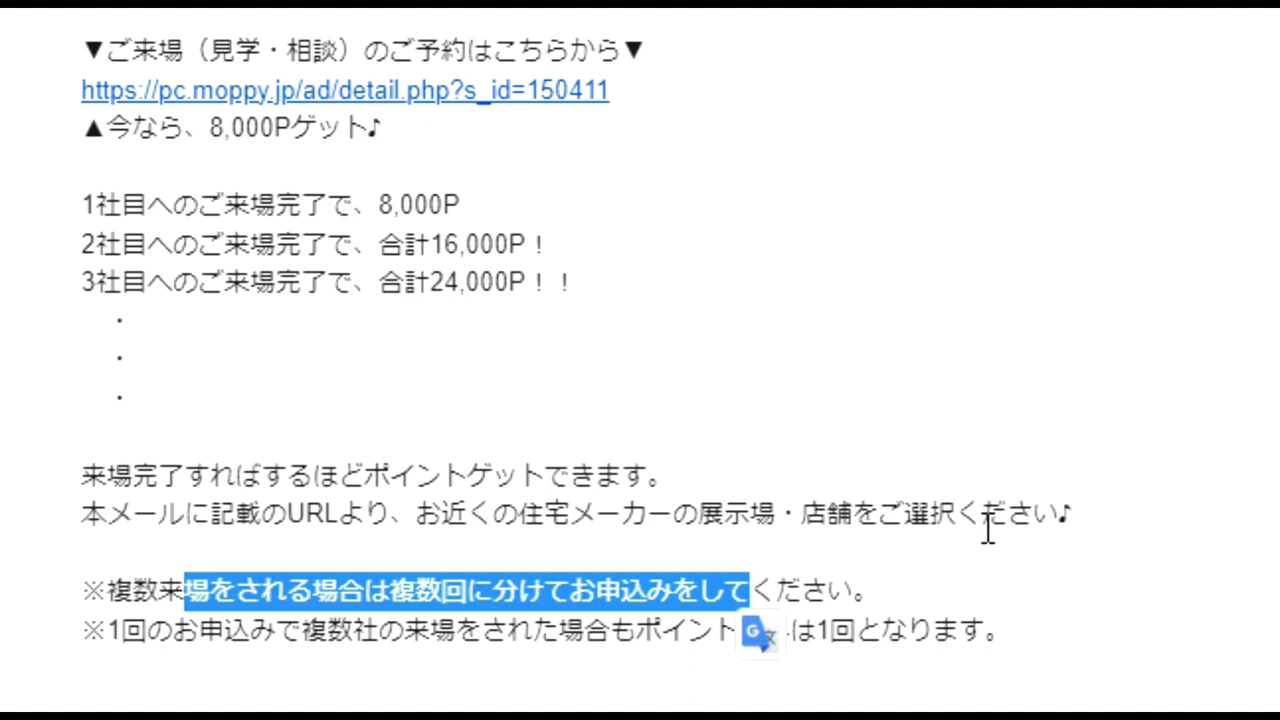 ▼ご来場（見学・相談）のご予約はこちらから▼
https://pc.moppy.jp/ad/detail.php?s_id=150411
▲今なら、8,000Pゲット♪
1社目へのご来場完了で、8,000P
2社目へのご来場完了で、合計16,000P！
3社目へのご来場完了で、合計24,000P！！
・
・
・
来場完了すればするほどポイントゲットできます。
本メールに記載のURLより、お近くの住宅メーカーの展示場・店舗をご選択ください♪
※複数来場をされる場合は複数回に分けてお申込みをしてください。
※1回のお申込みで複数社の来場をされた場合もポイント は1回となります。